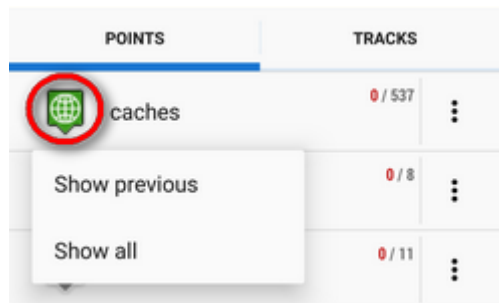 POINTS TRACKS
caches 0 / 537
Show previous 0 / 8
Show all 0 / 11